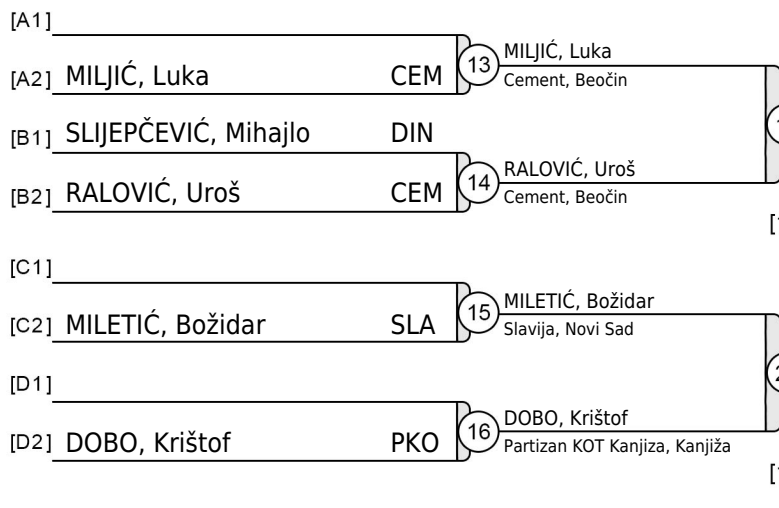 [A1]
[A2] MILJIĆ, Luka CEM
13
MILJIĆ, Luka
Cement, Beočin
[B1] SLIJEPČEVIĆ, Mihajlo DIN
[B2] RALOVIĆ, Uroš CEM
14
RALOVIĆ, Uroš
Cement, Beočin
[C1]
[C2] MILETIĆ, Božidar SLA
15
MILETIĆ, Božidar
Slavija, Novi Sad
[D1]
[D2] DOBO, Krištof PKO
16
DOBO, Krištof
Partizan KOT Kanjiza, Kanjiža